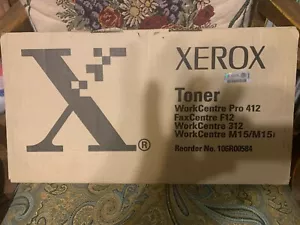 XEROX
Toner
WorkCentre Pro 412
FaxCentre F12
WorkCentre 312
WorkCentre M15/M15i
Reorder No. 106R00584
X®